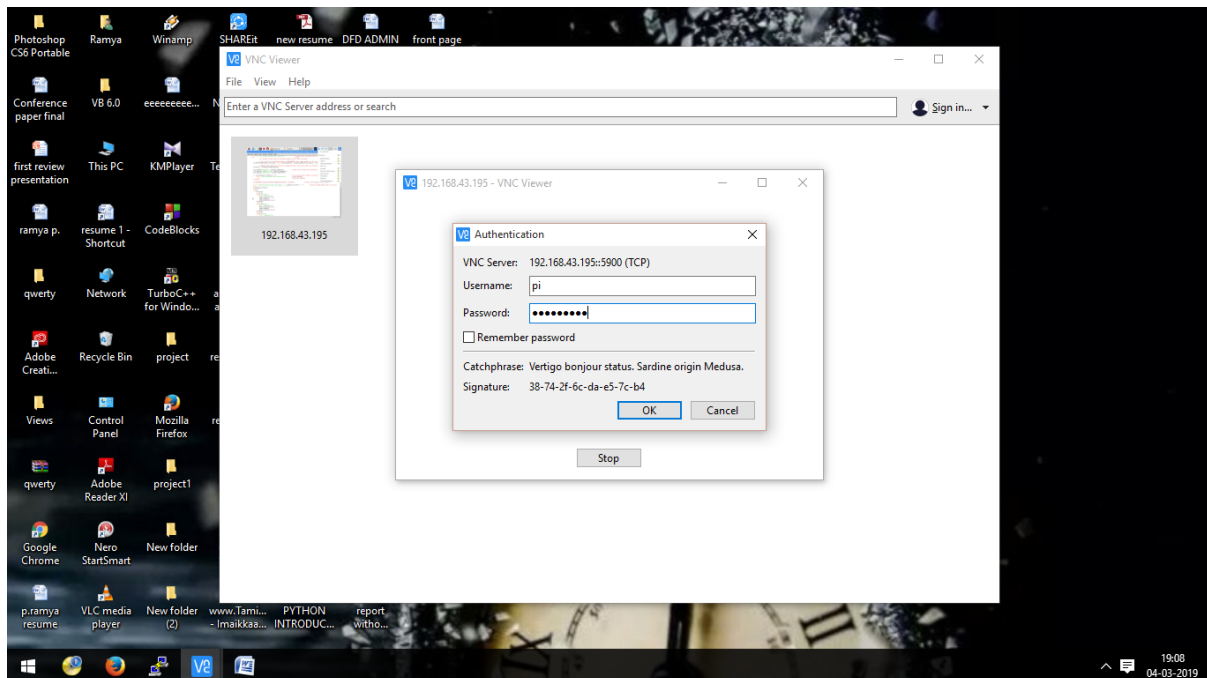 Photoshop CS6 Portable
Ramya
Winamp
SHAREit
new resume
DFD ADMIN
front page
Conference paper final
VB 6.0
eeeeeeeee...
N
first review presentation
This PC
KMPlayer
Te
ramya p.
resume 1 - Shortcut
CodeBlocks
qwerty
Network
TurboC++ for Windo...
a
a
Adobe Creati...
Recycle Bin
project
re
Views
Control Panel
Mozilla Firefox
re
qwerty
Adobe Reader XI
project1
Google Chrome
Nero StartSmart
New folder
p.ramya resume
VLC media player
New folder (2)
www.Tami... - Imaikkaa...
PYTHON INTRODUC...
report witho...
VNC Viewer
File View Help
Enter a VNC Server address or search
Sign in...
192.168.43.195
192.168.43.195 - VNC Viewer
Authentication
VNC Server: 192.168.43.195::5900 (TCP)
Username: pi
Password: •••••••••
Remember password
Catchphrase: Vertigo bonjour status. Sardine origin Medusa.
Signature: 38-74-2f-6c-da-e5-7c-b4
OK Cancel
Stop
19:08
04-03-2019